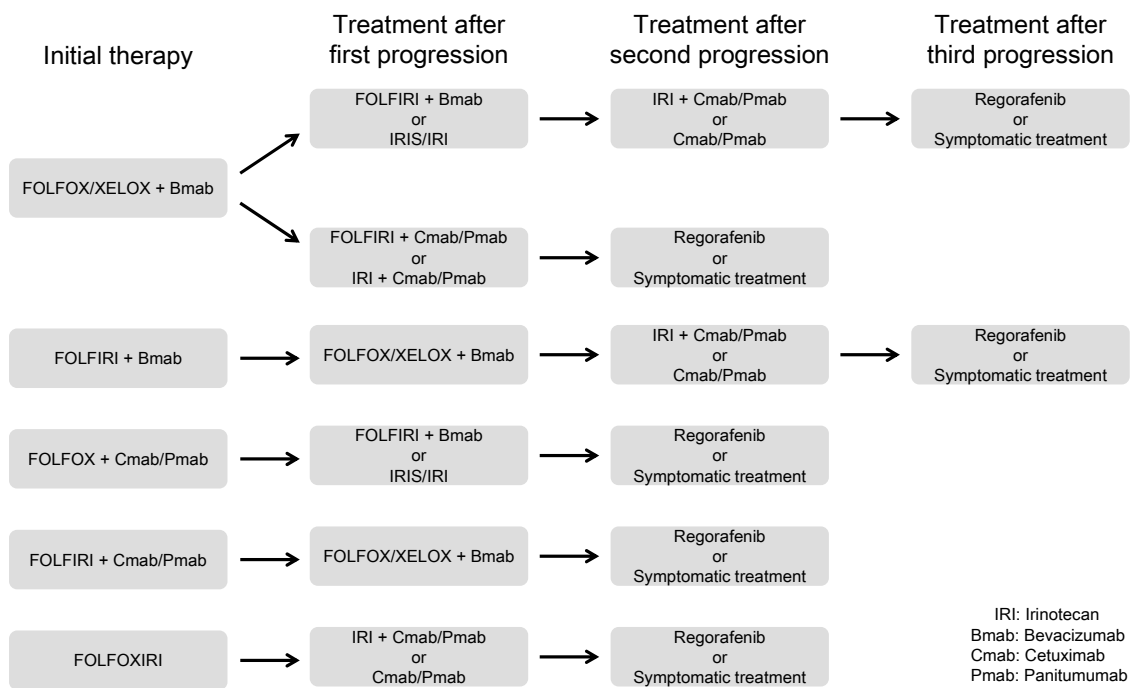 Initial therapy
Treatment after
first progression
Treatment after
second progression
Treatment after
third progression
FOLFOX/XELOX + Bmab
FOLFIRI + Bmab
or
IRIS/IRI
IRI + Cmab/Pmab
or
Cmab/Pmab
Regorafenib
or
Symptomatic treatment
FOLFIRI + Cmab/Pmab
or
IRI + Cmab/Pmab
Regorafenib
or
Symptomatic treatment
FOLFIRI + Bmab
FOLFOX/XELOX + Bmab
IRI + Cmab/Pmab
or
Cmab/Pmab
Regorafenib
or
Symptomatic treatment
FOLFOX + Cmab/Pmab
FOLFIRI + Bmab
or
IRIS/IRI
Regorafenib
or
Symptomatic treatment
FOLFIRI + Cmab/Pmab
FOLFOX/XELOX + Bmab
Regorafenib
or
Symptomatic treatment
FOLFOXIRI
IRI + Cmab/Pmab
or
Cmab/Pmab
Regorafenib
or
Symptomatic treatment
IRI: Irinotecan
Bmab: Bevacizumab
Cmab: Cetuximab
Pmab: Panitumumab